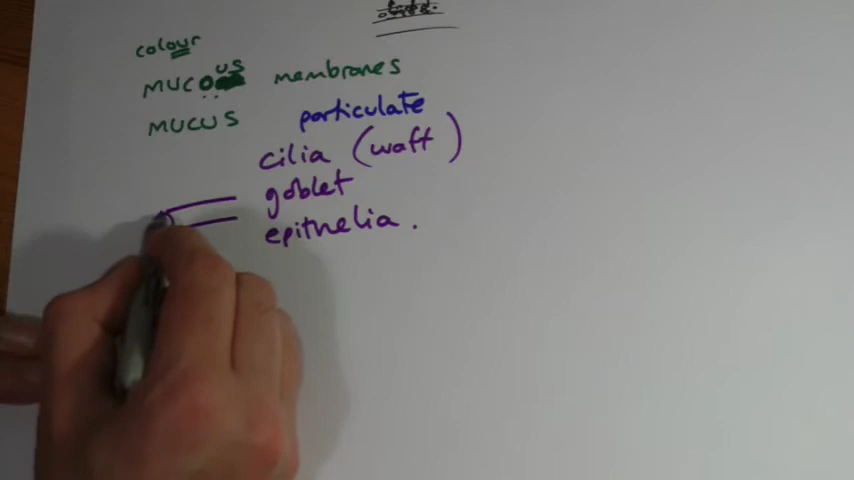 colour
mucous membranes
mucus particulate
cilia (waft)
goblet
epithelia.